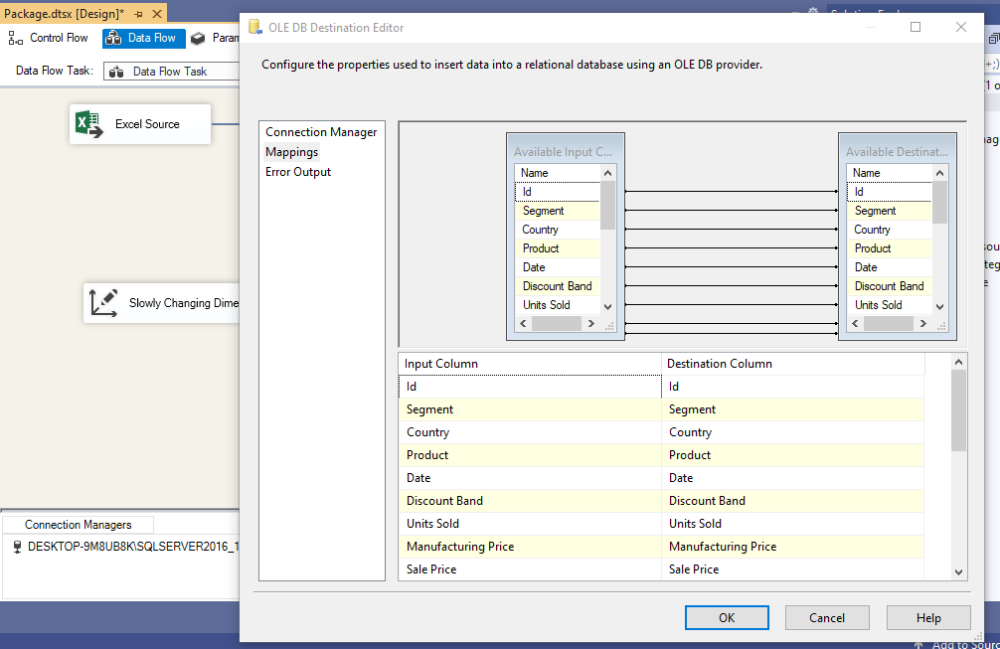 Package.dtsx [Design]*
Control Flow
Data Flow
Param
Data Flow Task:
Data Flow Task
Excel Source
Slowly Changing Dime
Connection Managers
DESKTOP-9M8UB8K\SQLSERVER2016_1
OLE DB Destination Editor
Configure the properties used to insert data into a relational database using an OLE DB provider.
Connection Manager
Mappings
Error Output
Available Input C...
Name
Id
Segment
Country
Product
Date
Discount Band
Units Sold
Available Destinat...
Name
Id
Segment
Country
Product
Date
Discount Band
Units Sold
Input Column Destination Column
Id Id
Segment Segment
Country Country
Product Product
Date Date
Discount Band Discount Band
Units Sold Units Sold
Manufacturing Price Manufacturing Price
Sale Price Sale Price
OK Cancel Help
Add to Sour